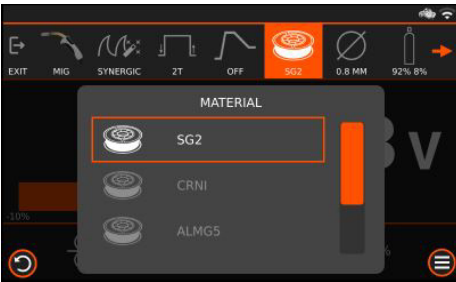 EXIT MIG SYNERGIC 2T OFF SG2 0.8 MM 92% 8%
MATERIAL
SG2
CRNI
ALMG5
V
-10%